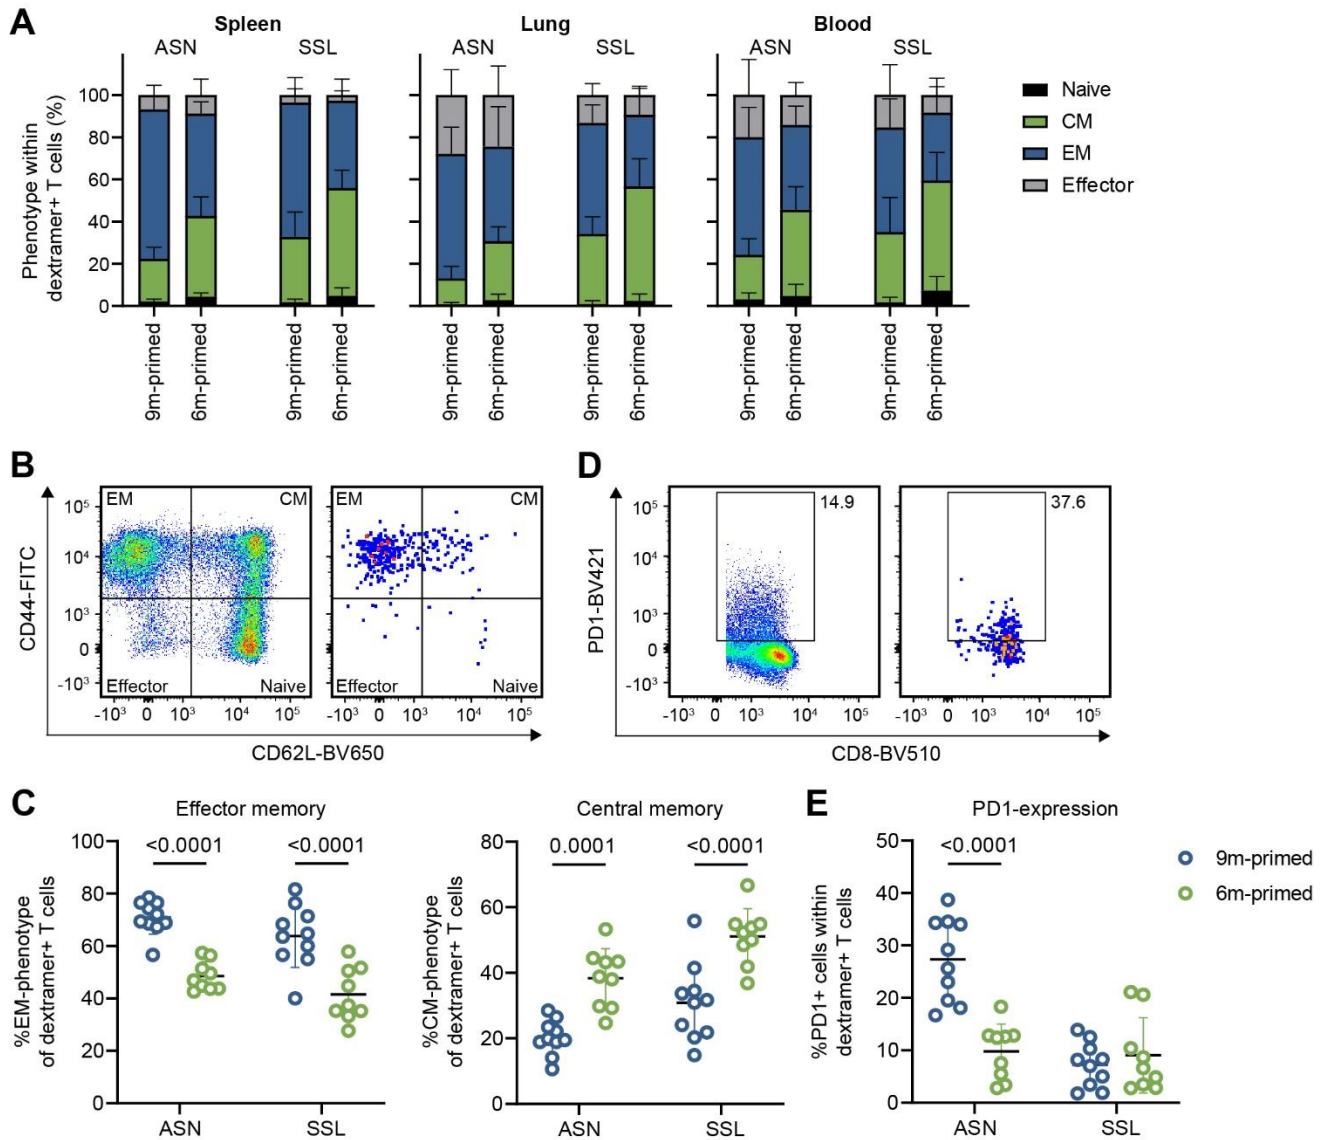 A
Spleen
Lung
Blood
ASN
SSL
ASN
SSL
ASN
SSL
Phenotype within
dextramer+ T cells (%)
100
80
60
40
20
0
9m-primed
6m-primed
9m-primed
6m-primed
9m-primed
6m-primed
9m-primed
6m-primed
9m-primed
6m-primed
9m-primed
6m-primed
Naive
CM
EM
Effector
B
CD44-FITC
10⁵
10⁴
10³
0
-10³
EM
CM
Effector
Naive
EM
CM
Effector
Naive
-10³ 0 10³ 10⁴ 10⁵
-10³ 0 10³ 10⁴ 10⁵
CD62L-BV650
D
PD1-BV421
10⁵
10⁴
10³
0
-10³
14.9
37.6
-10³ 0 10³ 10⁴ 10⁵
-10³ 0 10³ 10⁴ 10⁵
CD8-BV510
C
Effector memory
%EM-phenotype
of dextramer+ T cells
100
80
60
40
20
0
<0.0001
<0.0001
ASN
SSL
Central memory
%CM-phenotype
of dextramer+ T cells
80
60
40
20
0
0.0001
<0.0001
ASN
SSL
E
PD1-expression
%PD1+ cells within
dextramer+ T cells
50
40
30
20
10
0
<0.0001
ASN
SSL
9m-primed
6m-primed